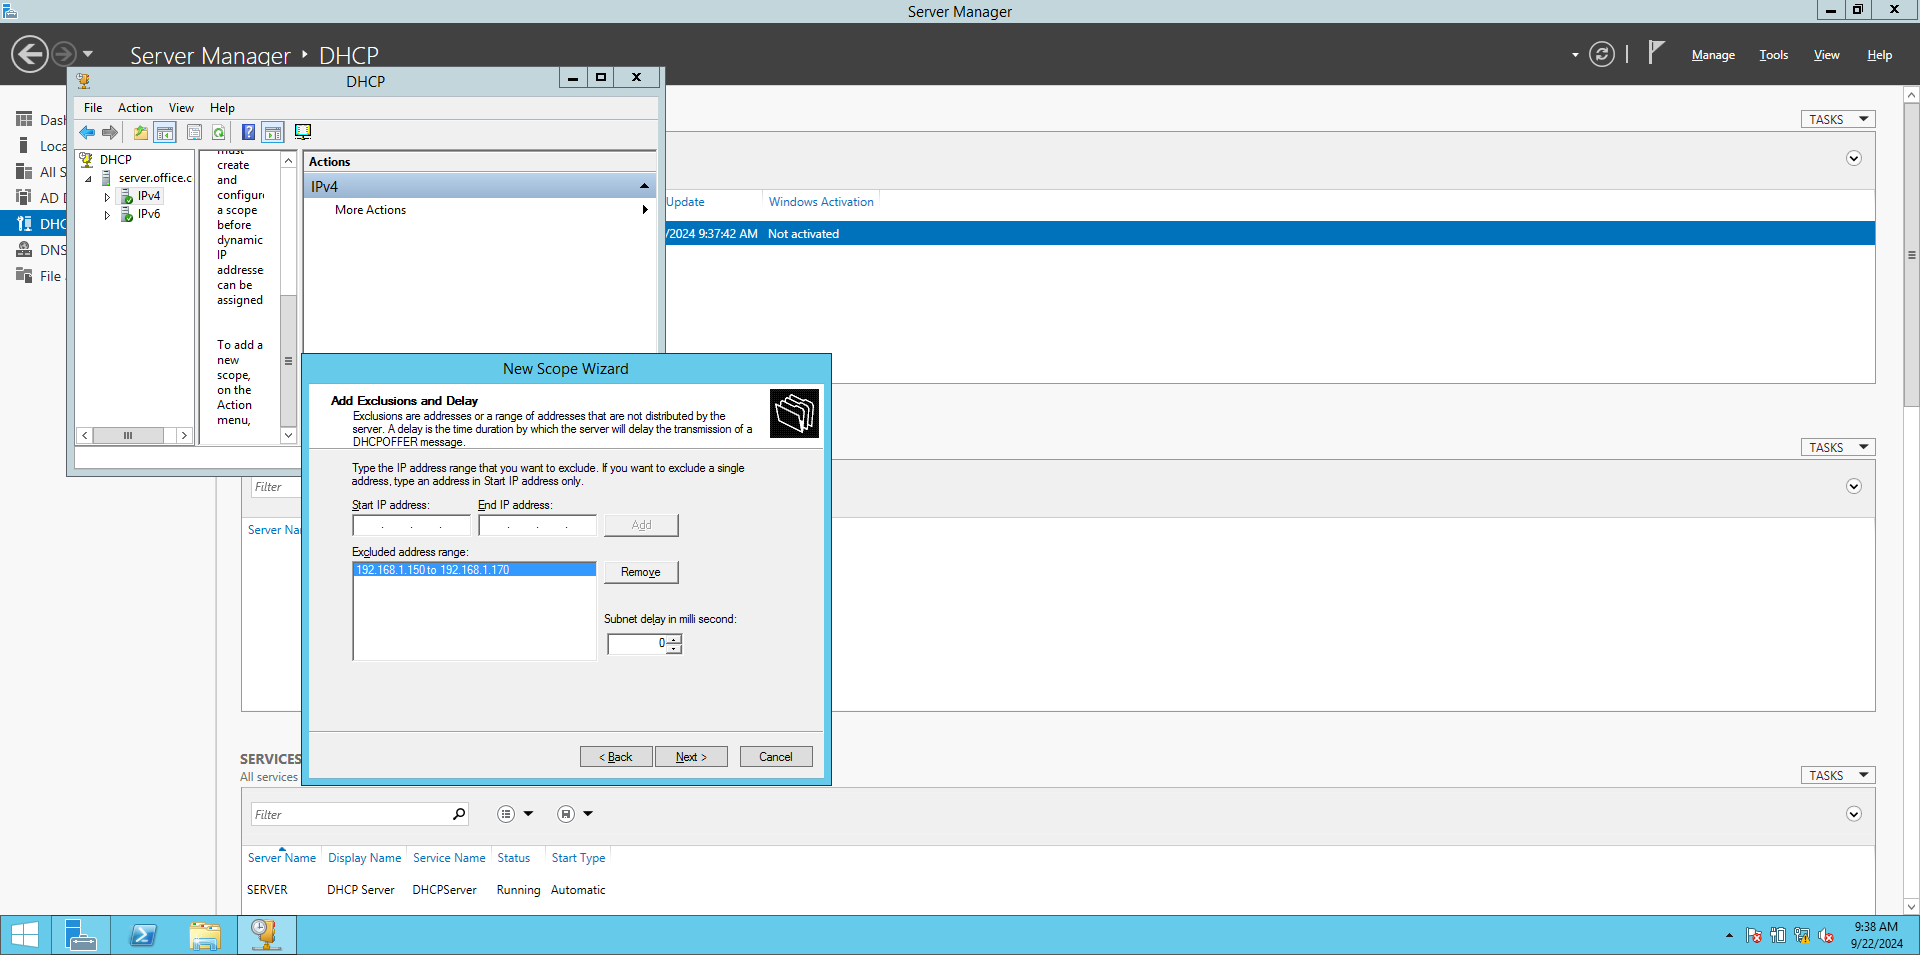 Server Manager
Server Manager
DHCP
Manage
Tools
View
Help
DHCP
File
Action
View
Help
DHCP
server.office.c
IPv4
IPv6
create
and
a scope
before
dynamic
IP
can be
assigned
To add a
new
scope,
on the
Action
menu,
Actions
IPv4
More Actions
All S
AD
DNS
File
TASKS
Update
Windows Activation
/2024 9:37:42 AM
Not activated
TASKS
Filter
New Scope Wizard
Add Exclusions and Delay
Exclusions are addresses or a range of addresses that are not distributed by the
server. A delay is the time duration by which the server will delay the transmission of a
DHCPOFFER message.
Type the IP address range that you want to exclude. If you want to exclude a single
address, type an address in Start IP address only.
Start IP address:
End IP address:
Add
Excluded address range:
192.168.1.150 to 192.168.1.170
Remove
Subnet delay in milli second:
0
< Back
Next >
Cancel
SERVICES
All services
TASKS
Filter
Server Name
Display Name
Service Name
Status
Start Type
SERVER
DHCP Server
DHCPServer
Running
Automatic
9:38 AM
9/22/2024